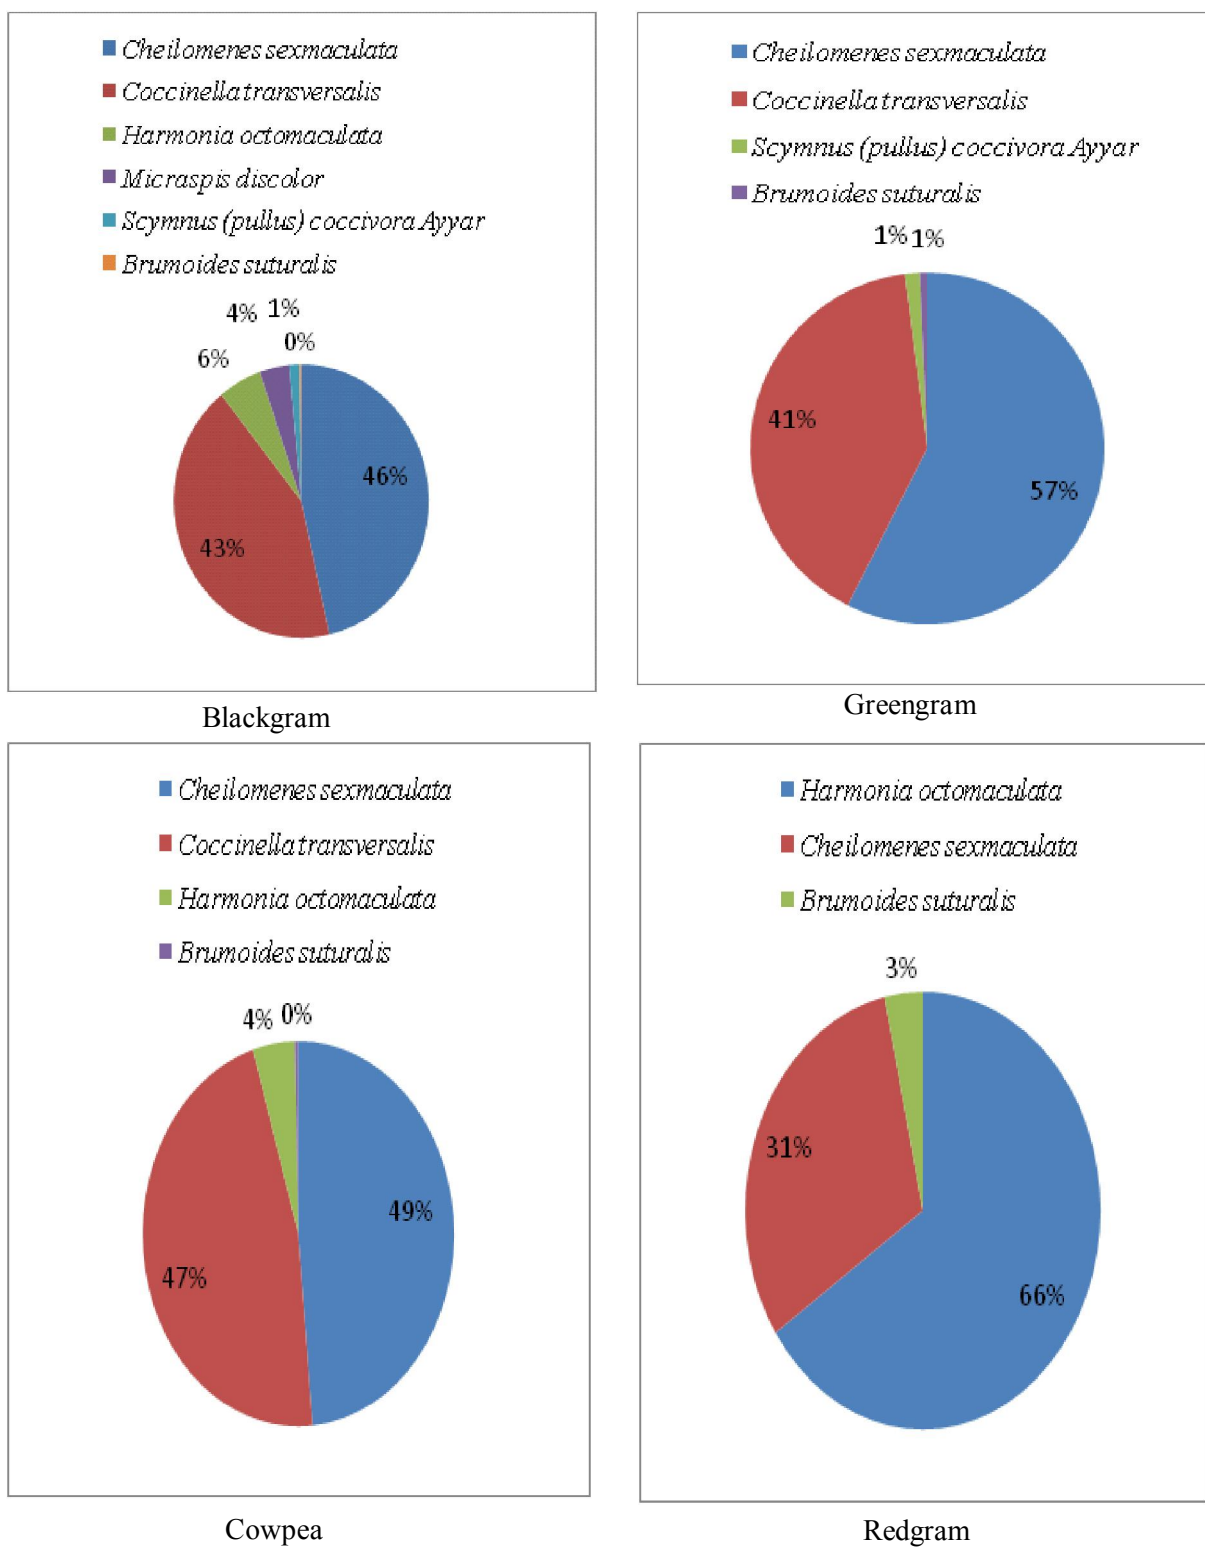 Cheilomenes sexmaculata
Coccinella transversalis
Harmonia octomaculata
Micraspis discolor
Scymnus (pullus) coccivora Ayyar
Brumoides suturalis
4% 1%
0%
6%
46%
43%
Blackgram
Cheilomenes sexmaculata
Coccinella transversalis
Scymnus (pullus) coccivora Ayyar
Brumoides suturalis
1% 1%
41%
57%
Greengram
Cheilomenes sexmaculata
Coccinella transversalis
Harmonia octomaculata
Brumoides suturalis
4% 0%
49%
47%
Cowpea
Harmonia octomaculata
Cheilomenes sexmaculata
Brumoides suturalis
3%
31%
66%
Redgram